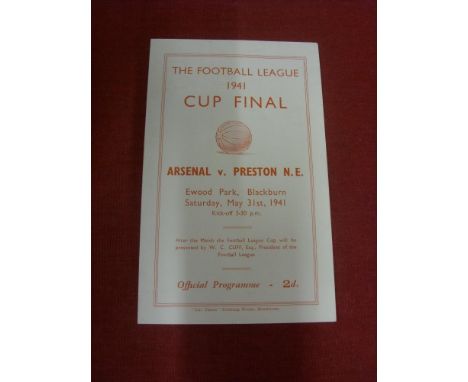 THE FOOTBALL LEAGUE
1941
CUP FINAL
ARSENAL v. PRESTON N. E.
Ewood Park, Blackburn
Saturday, May 31st, 1941
Kick-off 3-30 p.m.
After the Match the Football League Cup will be
presented by W. C. CUFF, Esq., President of the
Football League
Official Programme - 2d.